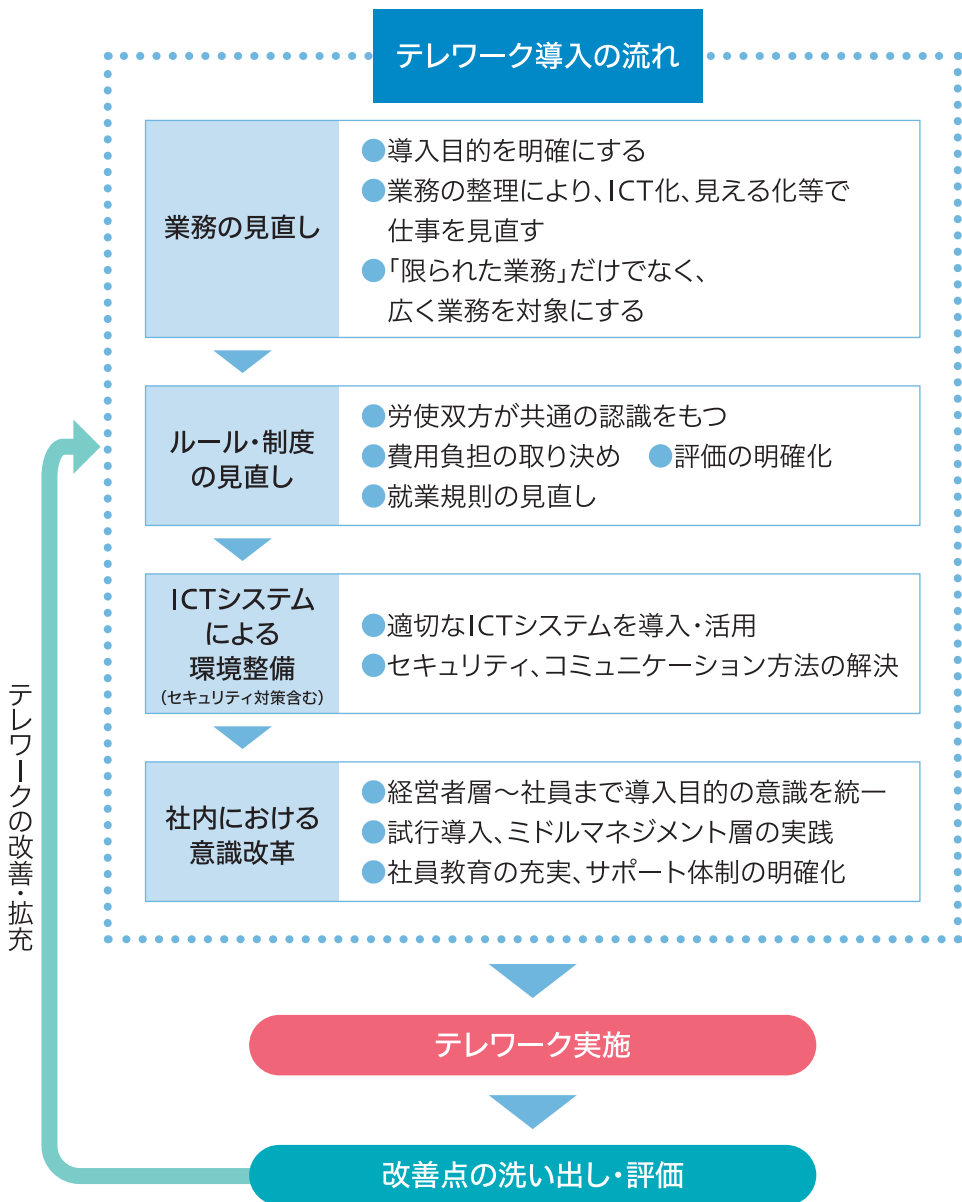 テレワーク導入の流れ
業務の見直し
●導入目的を明確にする
●業務の整理により、ICT化、見える化等で
仕事を見直す
●「限られた業務」だけでなく、
広く業務を対象にする
ルール・制度
の見直し
●労使双方が共通の認識をもつ
●費用負担の取り決め　●評価の明確化
●就業規則の見直し
ICTシステム
による
環境整備
（セキュリティ対策含む）
●適切なICTシステムを導入・活用
●セキュリティ、コミュニケーション方法の解決
社内における
意識改革
●経営者層～社員まで導入目的の意識を統一
●試行導入、ミドルマネジメント層の実践
●社員教育の充実、サポート体制の明確化
テレワーク実施
改善点の洗い出し・評価
テレワークの改善・拡充